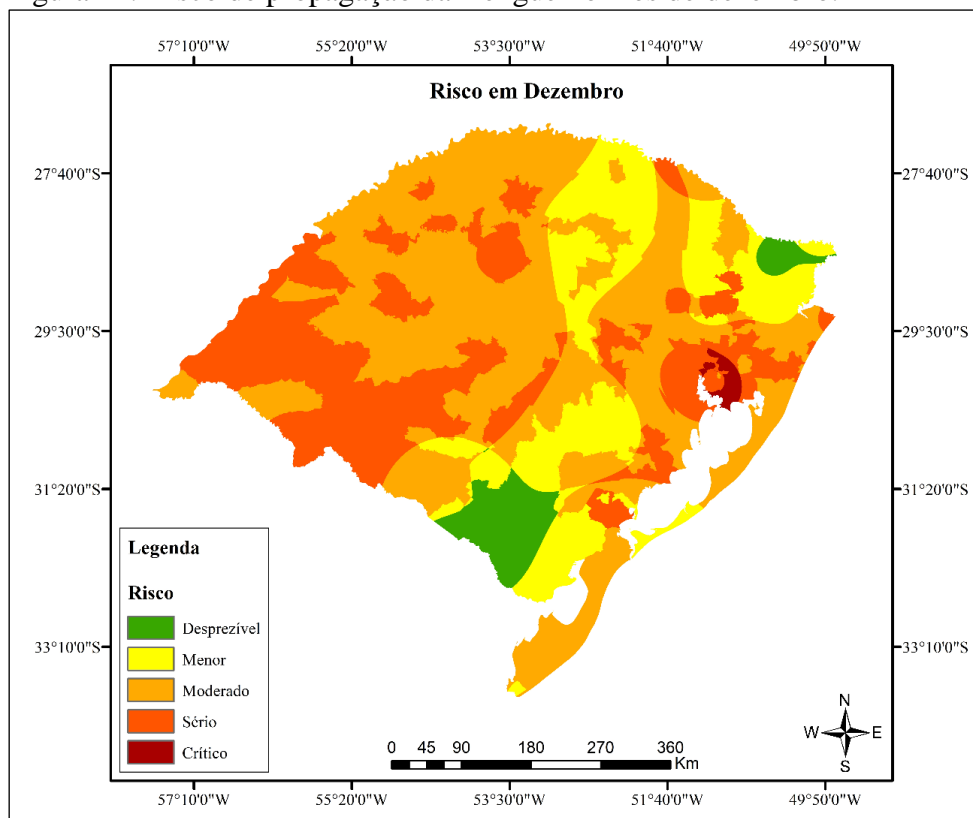 57°10'0"W 55°20'0"W 53°30'0"W 51°40'0"W 49°50'0"W
Risco em Dezembro
27°40'0"S 27°40'0"S
29°30'0"S 29°30'0"S
31°20'0"S 31°20'0"S
33°10'0"S 33°10'0"S
Legenda
Risco
Desprezível
Menor
Moderado
Sério
Crítico
0 45 90 180 270 360
Km
N
W E
S
57°10'0"W 55°20'0"W 53°30'0"W 51°40'0"W 49°50'0"W